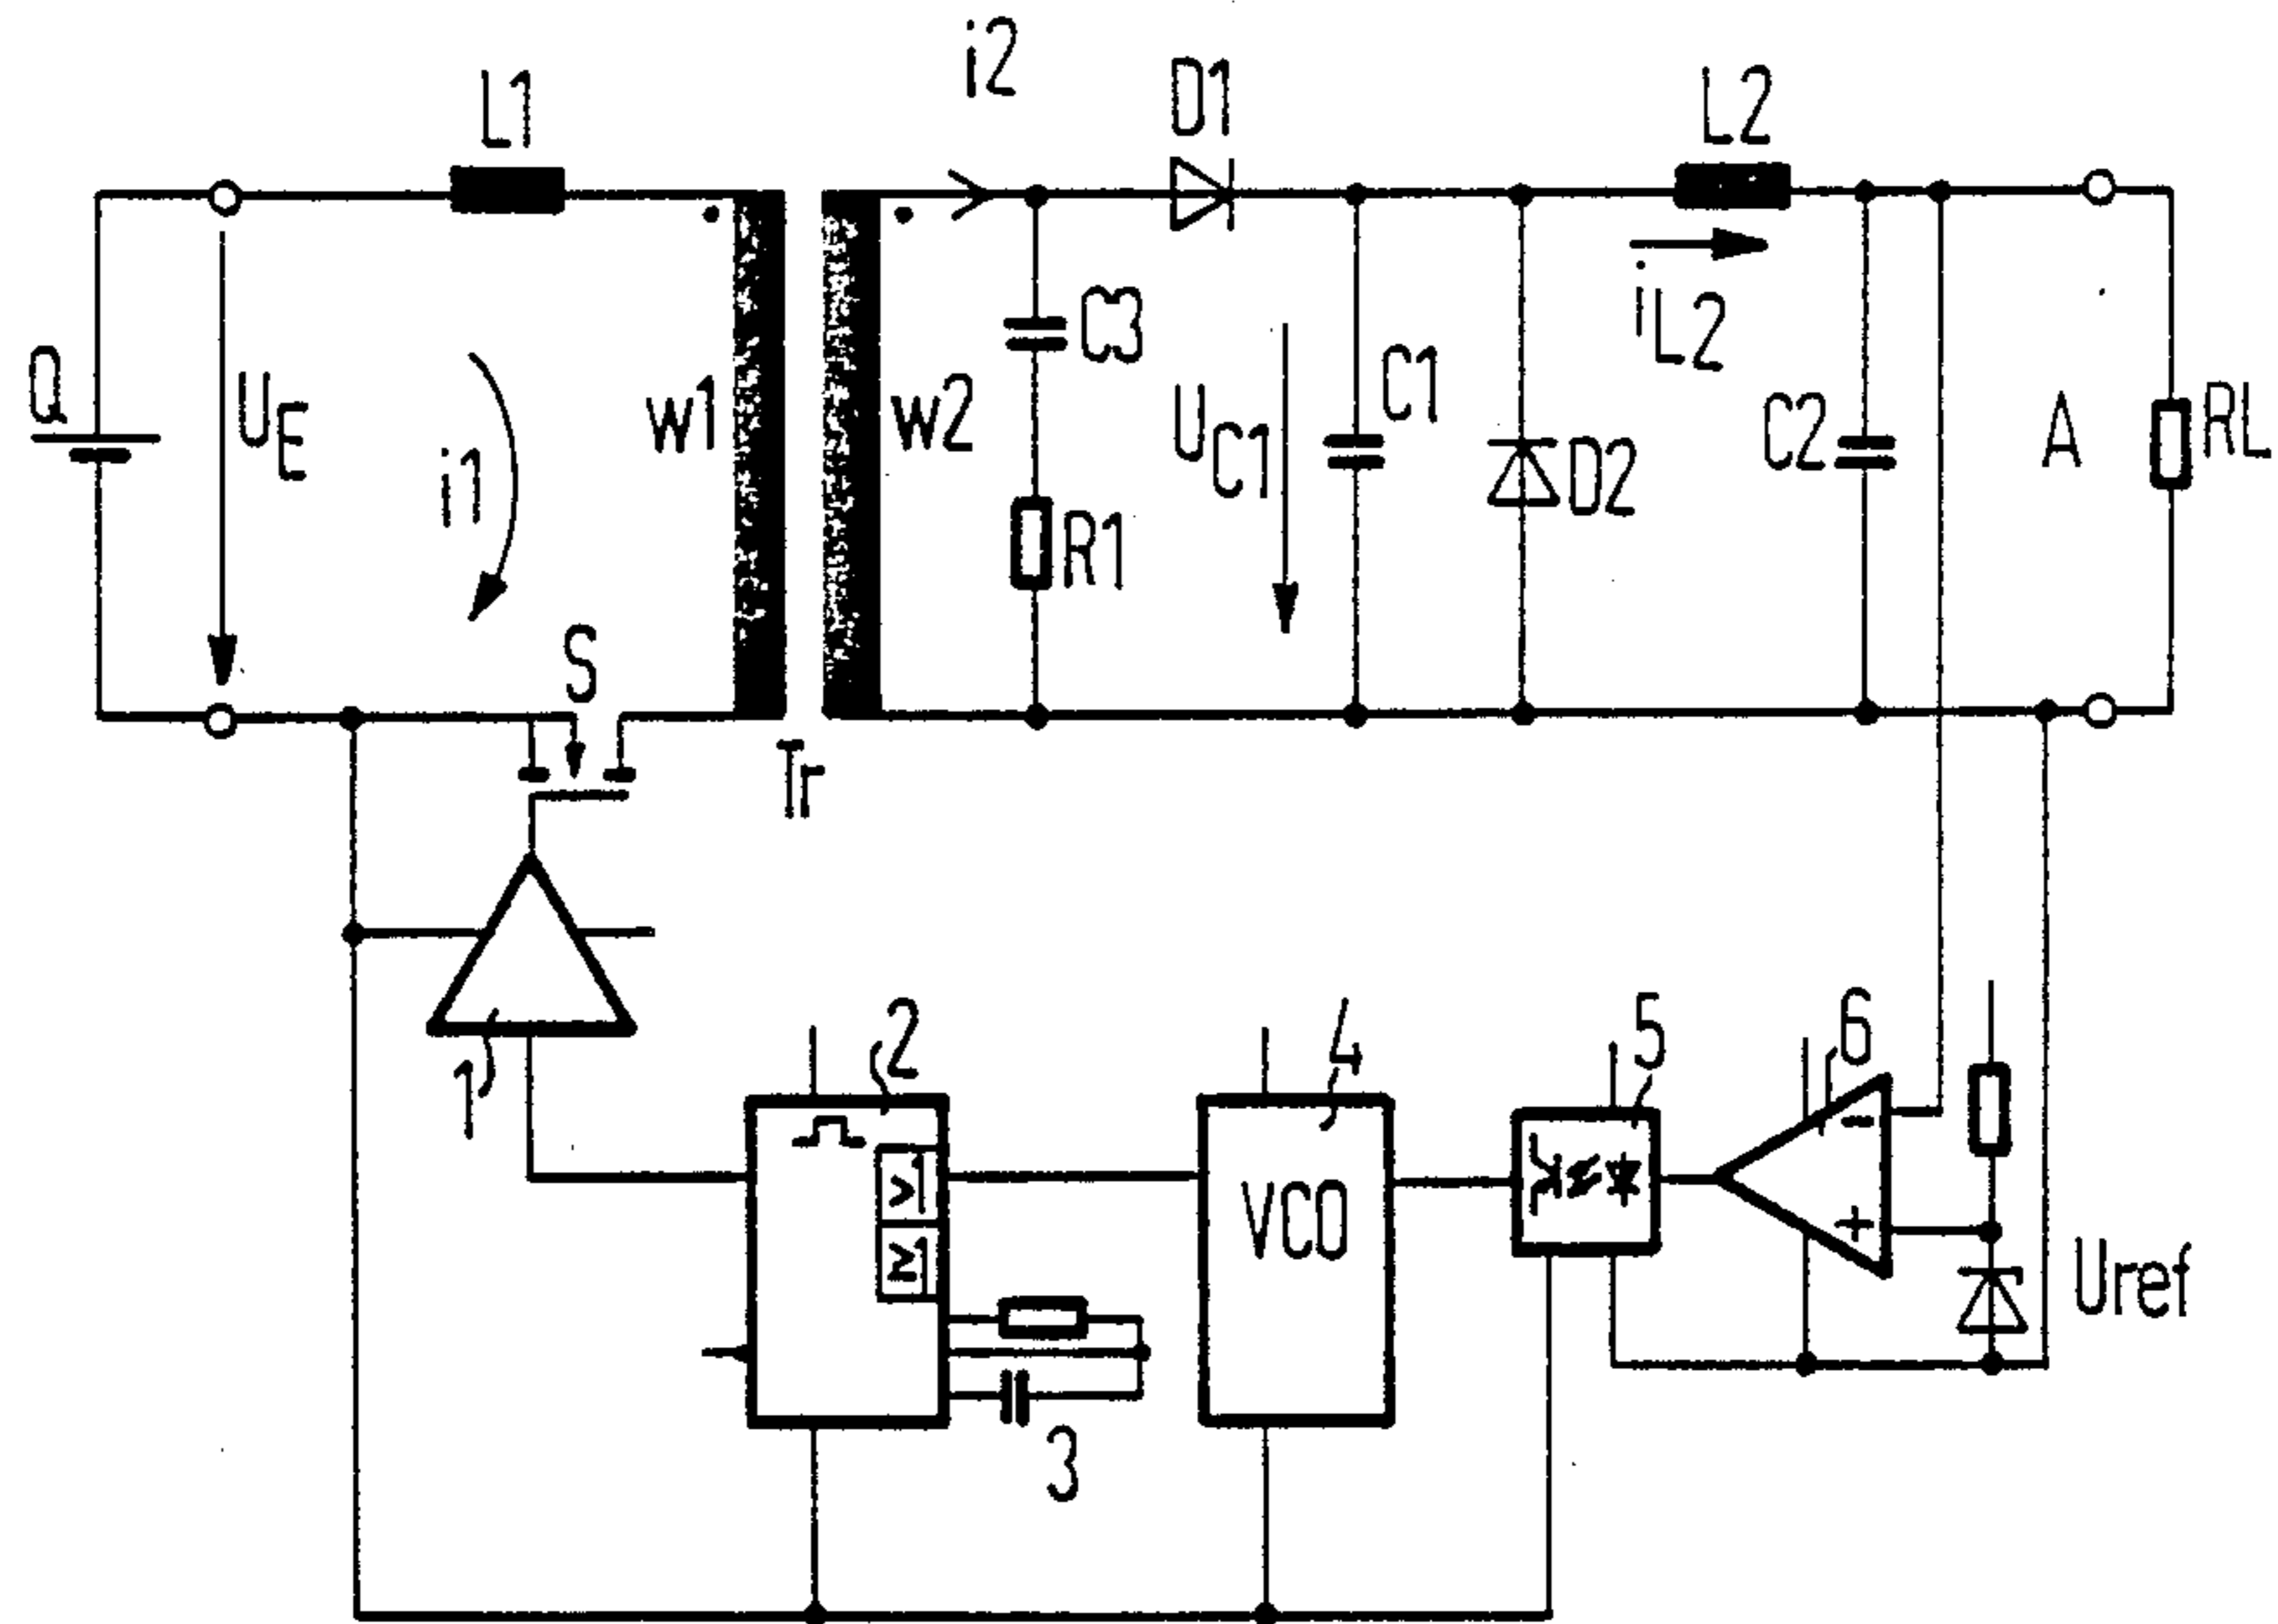 i2
L1
D1
L2
iL2
Q
UE
i1
w1
w2
C3
UC1
C1
D2
C2
A
RL
R1
S
Tr
1
2
>1
≥1
3
4
VCO
5
6
-
+
Uref